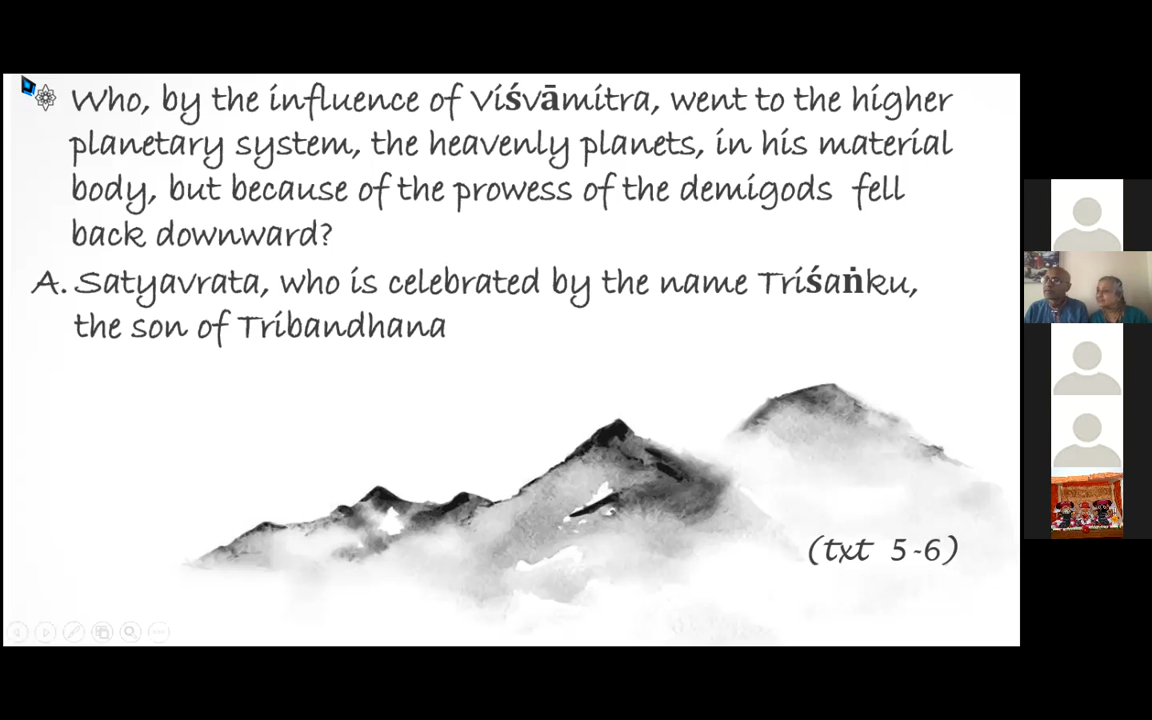 Who, by the influence of Viśvāmitra, went to the higher
planetary system, the heavenly planets, in his material
body, but because of the prowess of the demigods fell
back downward?
A. Satyavrata, who is celebrated by the name Triśaṅku,
the son of Tribandhana
(txt 5-6)